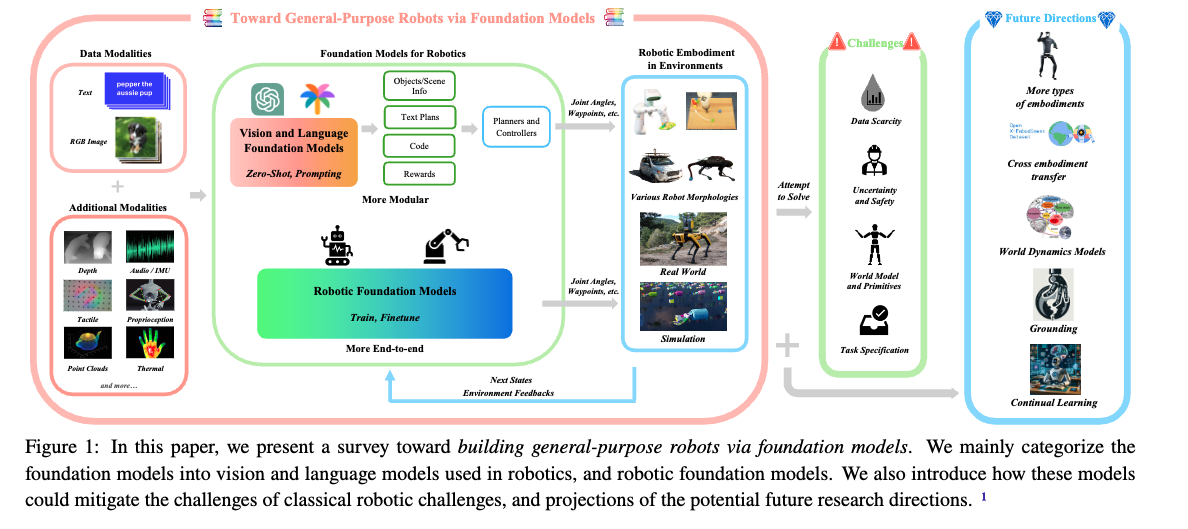 Toward General-Purpose Robots via Foundation Models
Data Modalities
Text
pepper the
aussie pup
RGB Image
+
Additional Modalities
Depth
Audio / IMU
Tactile
Proprioception
Point Clouds
Thermal
and more…
Foundation Models for Robotics
Vision and Language
Foundation Models
Zero-Shot, Prompting
Objects/Scene
Info
Text Plans
Code
Rewards
Planners and
Controllers
More Modular
Robotic Foundation Models
Train, Finetune
More End-to-end
Joint Angles,
Waypoints, etc.
Joint Angles,
Waypoints, etc.
Next States
Environment Feedbacks
Robotic Embodiment
in Environments
Various Robot Morphologies
Real World
Simulation
Attempt
to Solve
+
Challenges
Data Scarcity
Uncertainty
and Safety
World Model
and Primitives
Task Specification
Future Directions
More types
of embodiments
Open
X-Embodiment
Dataset
Cross embodiment
transfer
World Dynamics Models
Grounding
Continual Learning
Figure 1: In this paper, we present a survey toward building general-purpose robots via foundation models. We mainly categorize the
foundation models into vision and language models used in robotics, and robotic foundation models. We also introduce how these models
could mitigate the challenges of classical robotic challenges, and projections of the potential future research directions. 1